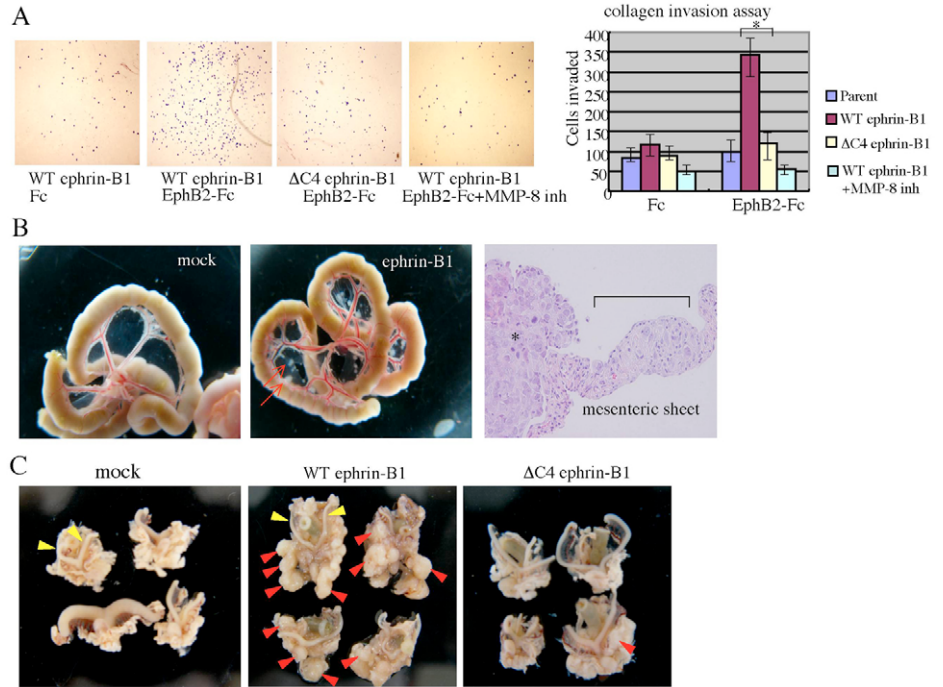 A
WT ephrin-B1
Fc
WT ephrin-B1
EphB2-Fc
ΔC4 ephrin-B1
EphB2-Fc
WT ephrin-B1
EphB2-Fc+MMP-8 inh
collagen invasion assay
*
Cells invaded
400
350
300
250
200
150
100
50
0
Fc
EphB2-Fc
Parent
WT ephrin-B1
ΔC4 ephrin-B1
WT ephrin-B1
+MMP-8 inh
B
mock
ephrin-B1
*
mesenteric sheet
C
mock
WT ephrin-B1
ΔC4 ephrin-B1